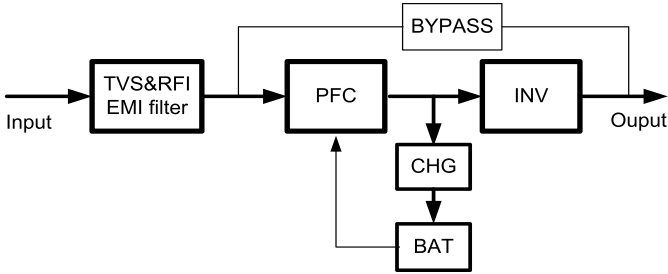 BYPASS
TVS&RFI
EMI filter
PFC
INV
Input
Ouput
CHG
BAT